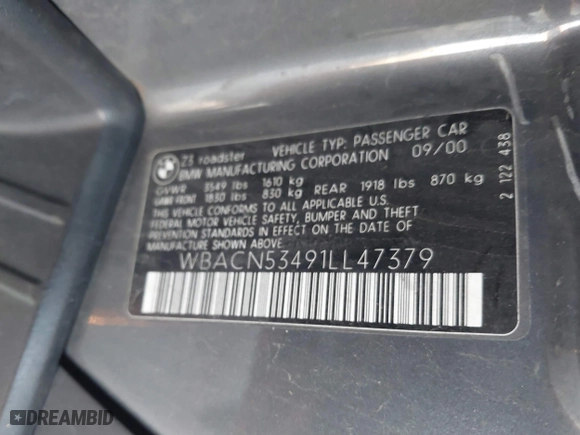 Z3 roadster VEHICLE TYP: PASSENGER CAR
BMW MANUFACTURING CORPORATION 09/00
GVWR 3549 lbs 1610 kg
GAWR FRONT 1830 lbs 830 kg REAR 1918 lbs 870 kg
THIS VEHICLE CONFORMS TO ALL APPLICABLE U.S.
FEDERAL MOTOR VEHICLE SAFETY, BUMPER AND THEFT
PREVENTION STANDARDS IN EFFECT ON THE DATE OF
MANUFACTURE SHOWN ABOVE.
WBACN53491LL47379
2 122 438
DREAMBID